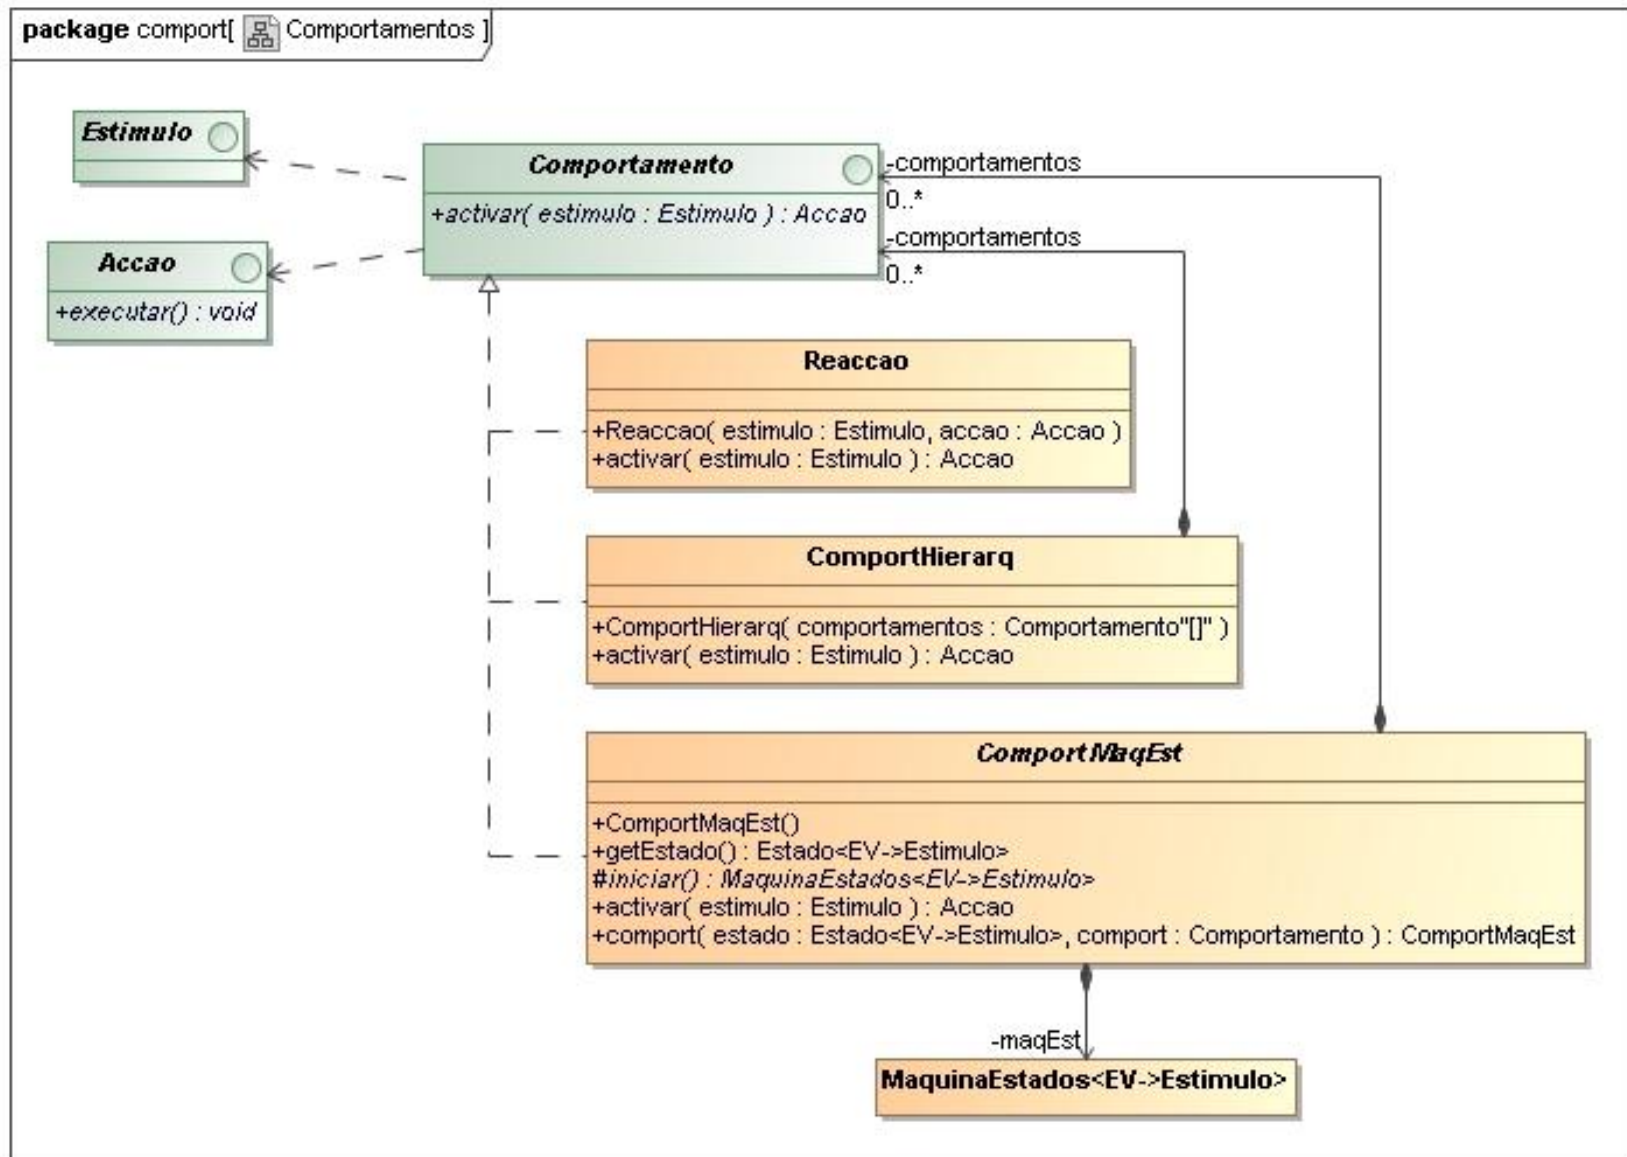 package comport[ Comportamentos ]
Estimulo
Comportamento
+activar( estimulo : Estimulo ) : Accao
-comportamentos
0..*
-comportamentos
0..*
Accao
+executar() : void
Reaccao
+Reaccao( estimulo : Estimulo, accao : Accao )
+activar( estimulo : Estimulo ) : Accao
ComportHierarq
+ComportHierarq( comportamentos : Comportamento"[]" )
+activar( estimulo : Estimulo ) : Accao
ComportMaqEst
+ComportMaqEst()
+getEstado() : Estado<EV->Estimulo>
#iniciar() : MaquinaEstados<EV->Estimulo>
+activar( estimulo : Estimulo ) : Accao
+comport( estado : Estado<EV->Estimulo>, comport : Comportamento ) : ComportMaqEst
-maqEst
MaquinaEstados<EV->Estimulo>